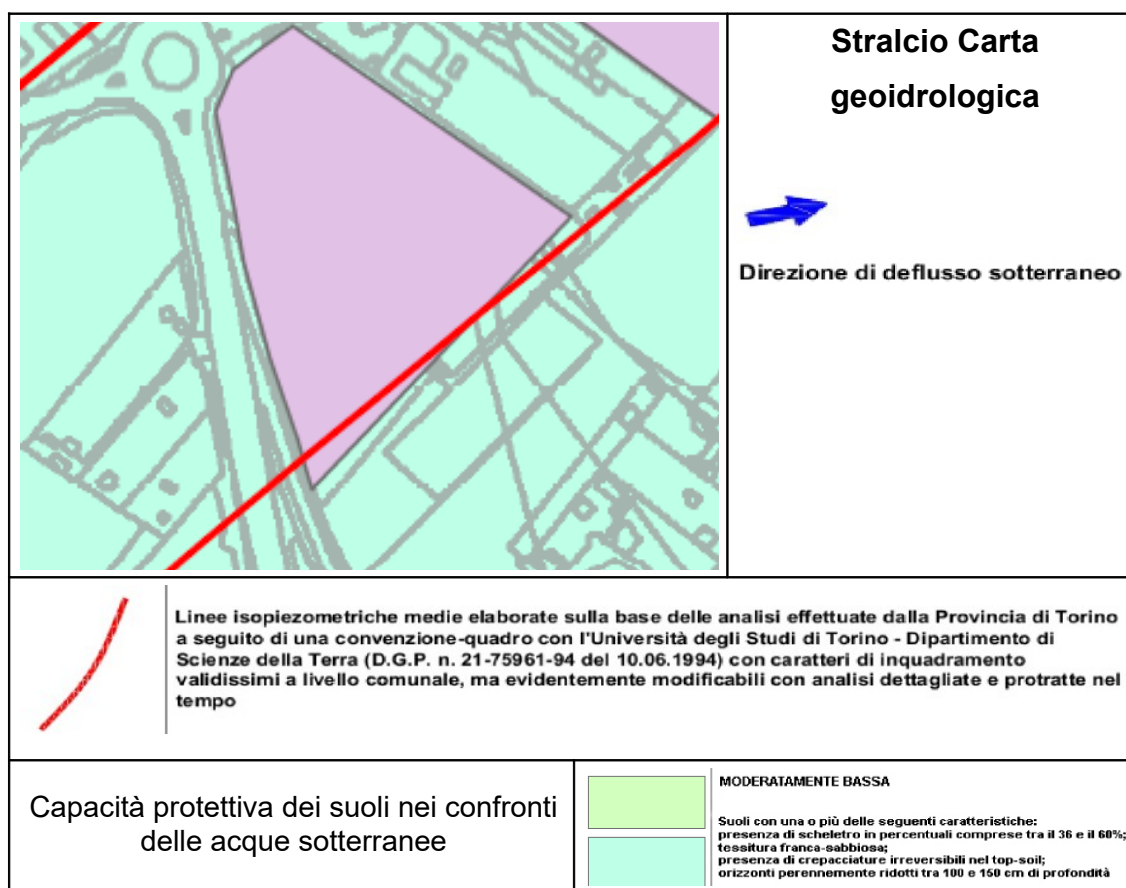 Stralcio Carta
geoidrologica
Direzione di deflusso sotterraneo
Linee isopiezometriche medie elaborate sulla base delle analisi effettuate dalla Provincia di Torino
a seguito di una convenzione-quadro con l'Università degli Studi di Torino - Dipartimento di
Scienze della Terra (D.G.P. n. 21-75961-94 del 10.06.1994) con caratteri di inquadramento
validissimi a livello comunale, ma evidentemente modificabili con analisi dettagliate e protratte nel
tempo
Capacità protettiva dei suoli nei confronti
delle acque sotterranee
MODERATAMENTE BASSA
Suoli con una o più delle seguenti caratteristiche:
presenza di scheletro in percentuali comprese tra il 36 e il 60%;
tessitura franca-sabbiosa;
presenza di crepacciature irreversibili nel top-soil;
orizzonti perennemente ridotti tra 100 e 150 cm di profondità